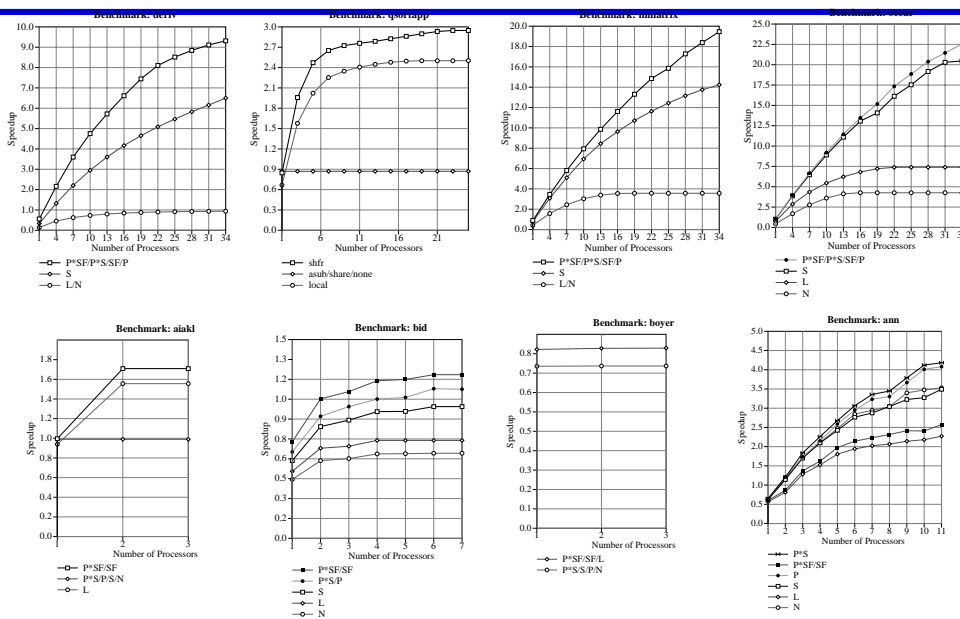 Benchmark: deriv
10.0
9.0
8.0
7.0
6.0
5.0
4.0
3.0
2.0
1.0
0.0
Speedup
1 4 7 10 13 16 19 22 25 28 31 34
Number of Processors
P*SF/P*S/SF/P
S
L/N
Benchmark: qsortapp
3.0
2.7
2.4
2.1
1.8
1.5
1.2
0.9
0.6
0.3
0.0
Speedup
1 6 11 16 21
Number of Processors
shfr
asub/share/none
local
Benchmark: mmatrix
20.0
18.0
16.0
14.0
12.0
10.0
8.0
6.0
4.0
2.0
0.0
Speedup
1 4 7 10 13 16 19 22 25 28 31 34
Number of Processors
P*SF/P*S/SF/P
S
L/N
Benchmark: occur
25.0
22.5
20.0
17.5
15.0
12.5
10.0
7.5
5.0
2.5
0.0
Speedup
1 4 7 10 13 16 19 22 25 28 31
Number of Processors
P*SF/P*S/SF/P
S
L
N
Benchmark: aiakl
1.8
1.6
1.4
1.2
1.0
0.8
0.6
0.4
0.2
0.0
Speedup
1 2 3
Number of Processors
P*SF/SF
P*S/P/S/N
L
Benchmark: bid
1.5
1.4
1.2
1.1
0.9
0.8
0.6
0.5
0.3
0.2
0.0
Speedup
1 2 3 4 5 6 7
Number of Processors
P*SF/SF
P*S/P
S
L
N
Benchmark: boyer
0.8
0.7
0.6
0.5
0.4
0.3
0.2
0.1
0.0
Speedup
1 2 3
Number of Processors
P*SF/SF/L
P*S/S/P/N
Benchmark: ann
5.0
4.5
4.0
3.5
3.0
2.5
2.0
1.5
1.0
0.5
0.0
Speedup
1 2 3 4 5 6 7 8 9 10 11
Number of Processors
P*S
P*SF/SF
P
S
L
N